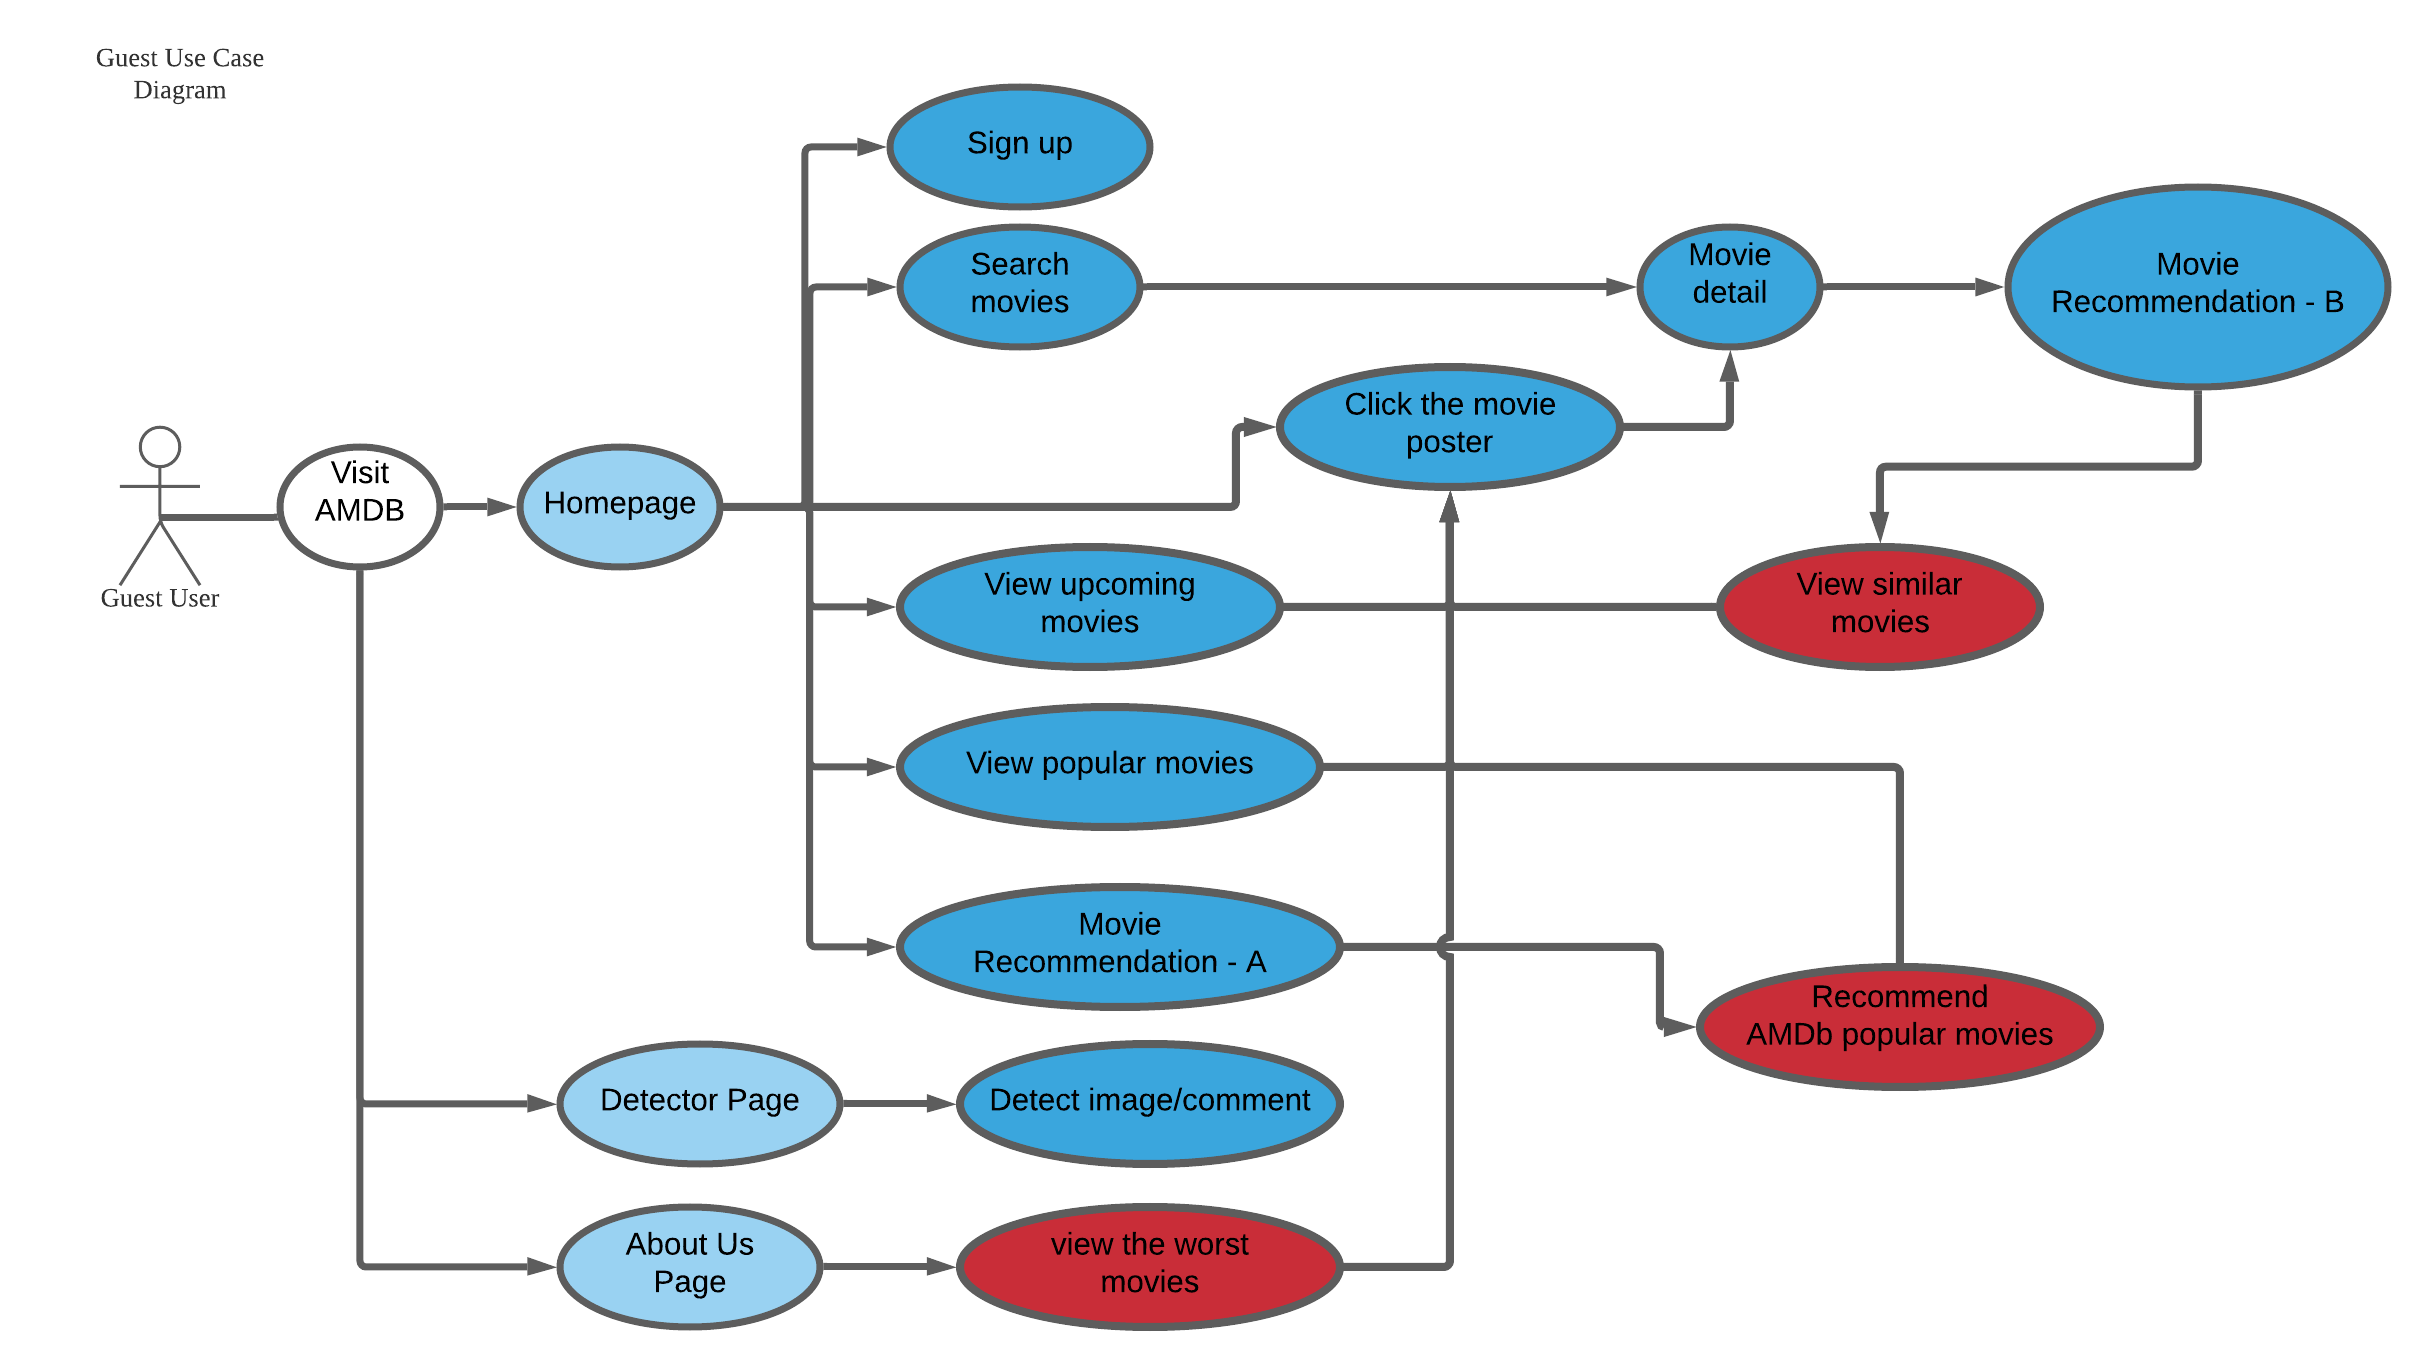 Guest Use Case
Diagram
Sign up
Search
movies
Movie
detail
Movie
Recommendation - B
Click the movie
poster
Visit
AMDB
Homepage
Guest User
View upcoming
movies
View similar
movies
View popular movies
Movie
Recommendation - A
Recommend
AMDb popular movies
Detector Page
Detect image/comment
About Us
Page
view the worst
movies